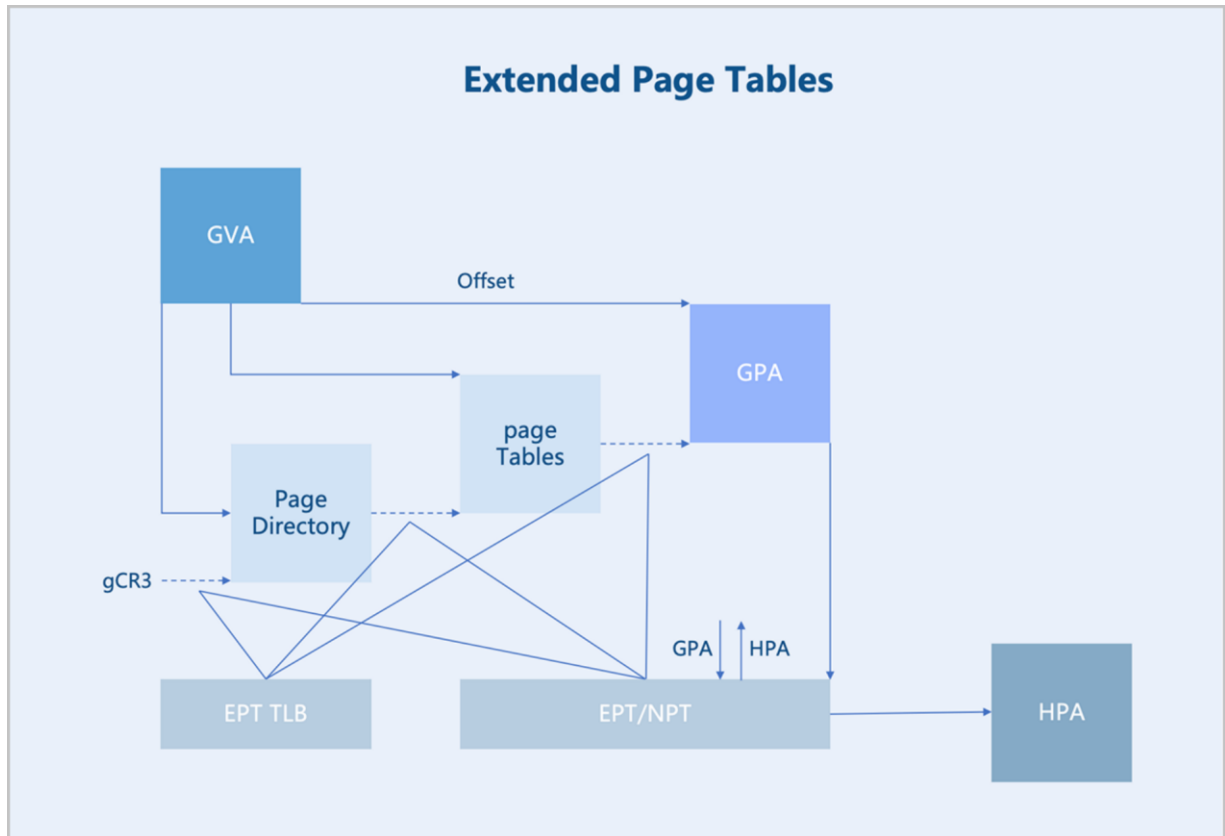 Extended Page Tables
GVA
Offset
GPA
page
Tables
Page
Directory
gCR3
GPA
HPA
EPT TLB
EPT/NPT
HPA